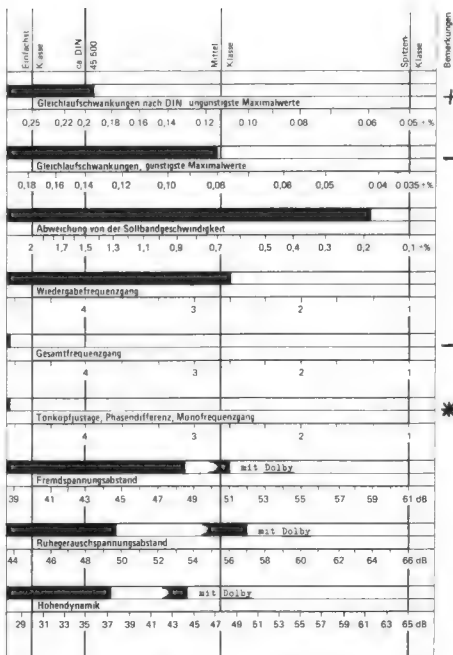 Einfachst
Klasse
ca DIN
45 500
Mittel
Klasse
Spitzen-
Klasse
Bemerkungen
Gleichlaufschwankungen nach DIN ungünstigste Maximalwerte
0,25 0,22 0,2 0,18 0 16 0,14 0 12 0,10 0,08 0,06 0 05 ±%
Gleichlaufschwankungen, günstigste Maximalwerte
0,18 0,16 0,14 0,12 0,10 0,08 0,06 0,05 0 04 0 035 ±%
Abweichung von der Sollbandgeschwindigkeit
2 1,7 1,5 1,3 1,1 0,9 0,7 0,5 0,4 0.3 0,2 0,1 ±%
Wiedergabefrequenzgang
4 3 2 1
Gesamtfrequenzgang
4 3 2 1
Tonkopfjustage, Phasendifferenz, Monofrequenzgang
4 3 2 1
mit Dolby
Fremdspannungsabstand
39 41 43 45 47 49 51 53 55 57 59 61 dB
mit Dolby
Ruhegeräuschspannungsabstand
44 46 48 50 52 54 56 58 60 62 64 66 dB
mit Dolby
Höhendynamik
29 31 33 35 37 39 41 43 45 47 49 51 53 55 57 59 61 63 65 dB